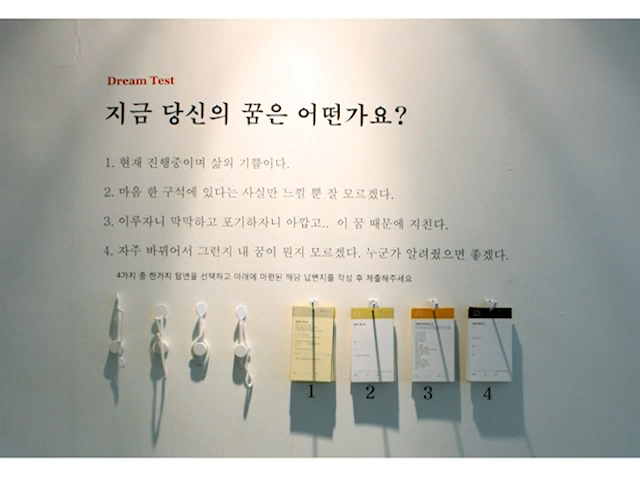 Dream Test
지금 당신의 꿈은 어떤가요?
1. 현재 진행중이며 삶의 기쁨이다.
2. 마음 한 구석에 있다는 사실만 느낄 뿐 잘 모르겠다.
3. 이루자니 막막하고 포기하자니 아깝고.. 이 꿈 때문에 지친다.
4. 자주 바뀌어서 그런지 내 꿈이 뭔지 모르겠다. 누군가 알려줬으면 좋겠다.
4가지 중 한가지 답변을 선택하고 아래에 마련된 해당 답변지를 작성 후 제출해주세요
1 2 3 4